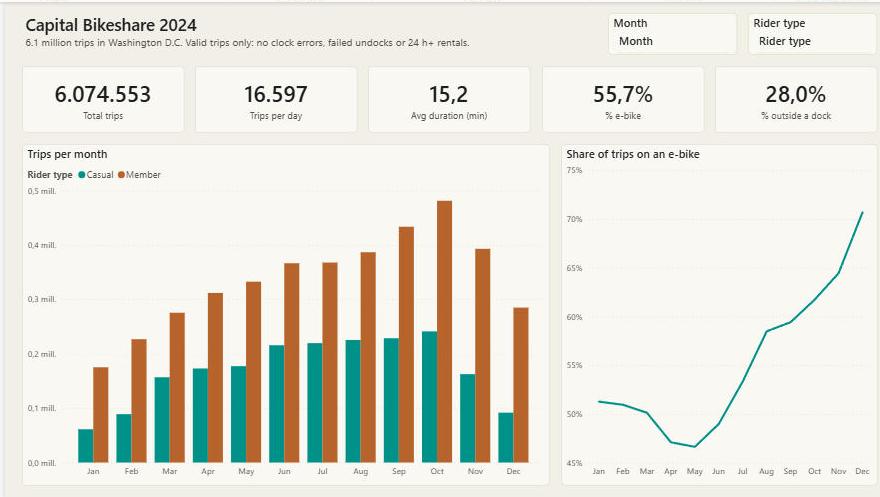 Capital Bikeshare 2024
6.1 million trips in Washington D.C. Valid trips only: no clock errors, failed undocks or 24 h+ rentals.
Month
Month
Rider type
Rider type
6.074.553
Total trips
16.597
Trips per day
15,2
Avg duration (min)
55,7%
% e-bike
28,0%
% outside a dock
Trips per month
Rider type Casual Member
0,5 mill.
0,4 mill.
0,3 mill.
0,2 mill.
0,1 mill.
0,0 mill.
Jan Feb Mar Apr May Jun Jul Aug Sep Oct Nov Dec
Share of trips on an e-bike
75%
70%
65%
60%
55%
50%
45%
Jan Feb Mar Apr May Jun Jul Aug Sep Oct Nov Dec